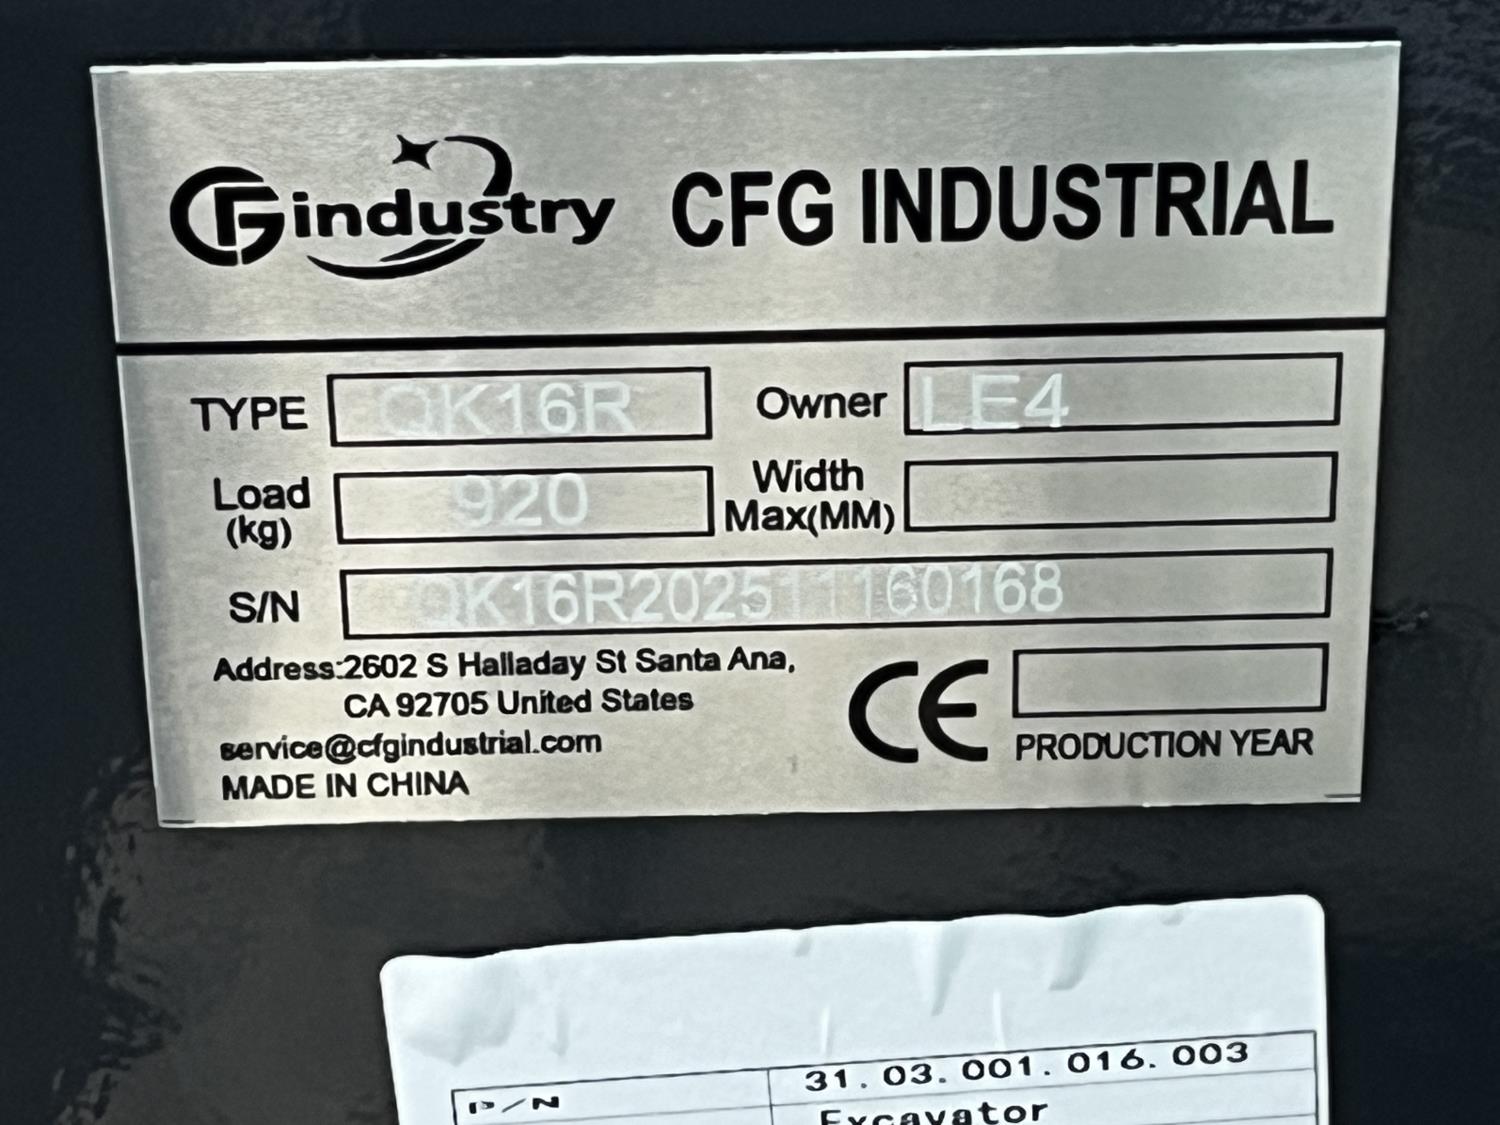 CFGindustry CFG INDUSTRIAL
TYPE QK16R Owner LE4
Load (kg) 920 Width Max(MM)
S/N QK16R202511160168
Address:2602 S Halladay St Santa Ana,
CA 92705 United States
service@cfgindustrial.com
MADE IN CHINA
CE PRODUCTION YEAR
P/N 31.03.001.016.003
Excavator